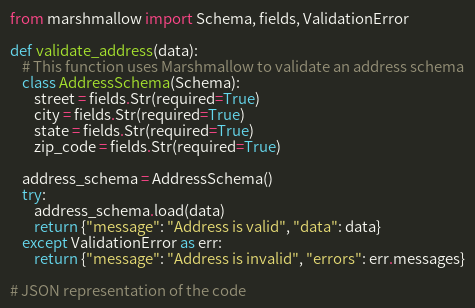 from marshmallow import Schema, fields, ValidationError
def validate_address(data):
# This function uses Marshmallow to validate an address schema
class AddressSchema(Schema):
street = fields.Str(required=True)
city = fields.Str(required=True)
state = fields.Str(required=True)
zip_code = fields.Str(required=True)
address_schema = AddressSchema()
try:
address_schema.load(data)
return {"message": "Address is valid", "data": data}
except ValidationError as err:
return {"message": "Address is invalid", "errors": err.messages}
# JSON representation of the code